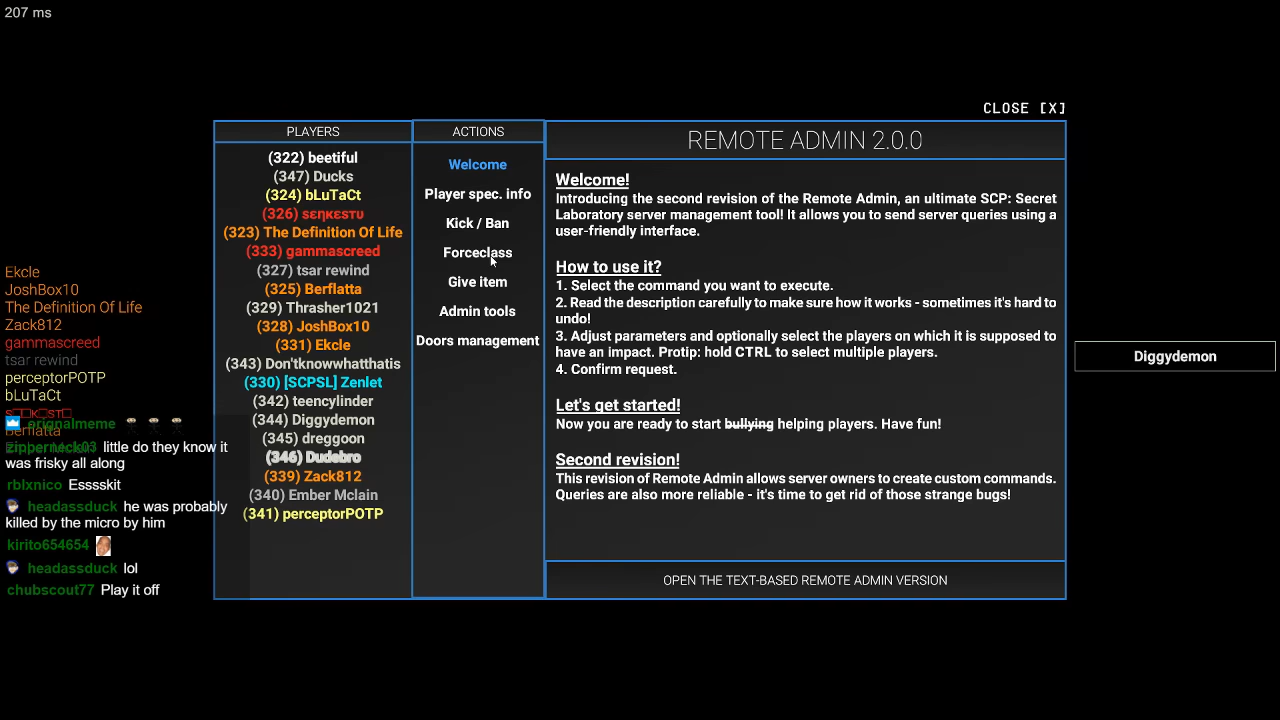 207 ms
CLOSE [X]
PLAYERS
(322) beetiful
(347) Ducks
(324) bLuTaCt
(326) ѕєηкєѕтυ
(323) The Definition Of Life
(333) gammascreed
(327) tsar rewind
(325) Berflatta
(329) Thrasher1021
(328) JoshBox10
(331) Ekcle
(343) Don'tknowwhatthatis
(330) [SCPSL] Zenlet
(342) teencylinder
(344) Diggydemon
(345) dreggoon
(346) Dudebro
(339) Zack812
(340) Ember Mclain
(341) perceptorPOTP
ACTIONS
Welcome
Player spec. info
Kick / Ban
Forceclass
Give item
Admin tools
Doors management
REMOTE ADMIN 2.0.0
Welcome!
Introducing the second revision of the Remote Admin, an ultimate SCP: Secret
Laboratory server management tool! It allows you to send server queries using a
user-friendly interface.
How to use it?
1. Select the command you want to execute.
2. Read the description carefully to make sure how it works - sometimes it's hard to
undo!
3. Adjust parameters and optionally select the players on which it is supposed to
have an impact. Protip: hold CTRL to select multiple players.
4. Confirm request.
Let's get started!
Now you are ready to start bullying helping players. Have fun!
Second revision!
This revision of Remote Admin allows server owners to create custom commands.
Queries are also more reliable - it's time to get rid of those strange bugs!
OPEN THE TEXT-BASED REMOTE ADMIN VERSION
Diggydemon
Ekcle
JoshBox10
The Definition Of Life
Zack812
gammascreed
tsar rewind
perceptorPOTP
bLuTaCt
orignalmeme
Berflatta
zipperneck03 little do they know it
was frisky all along
rblxnico Esssskit
headassduck he was probably
killed by the micro by him
kirito654654
headassduck lol
chubscout77 Play it off